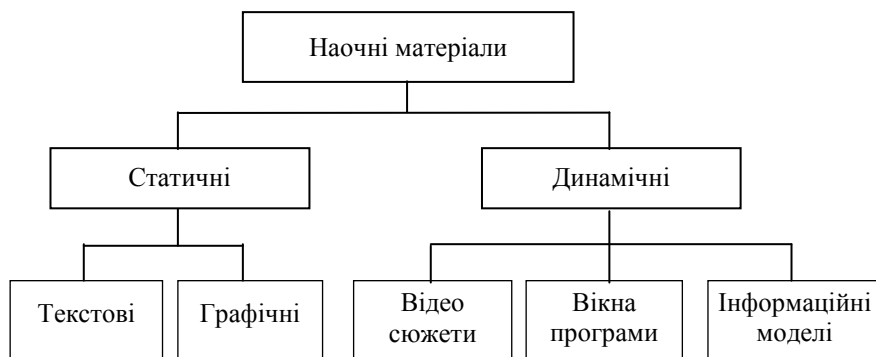 Наочні матеріали
Статичні
Динамічні
Текстові
Графічні
Відео
сюжети
Вікна
програми
Інформаційні
моделі